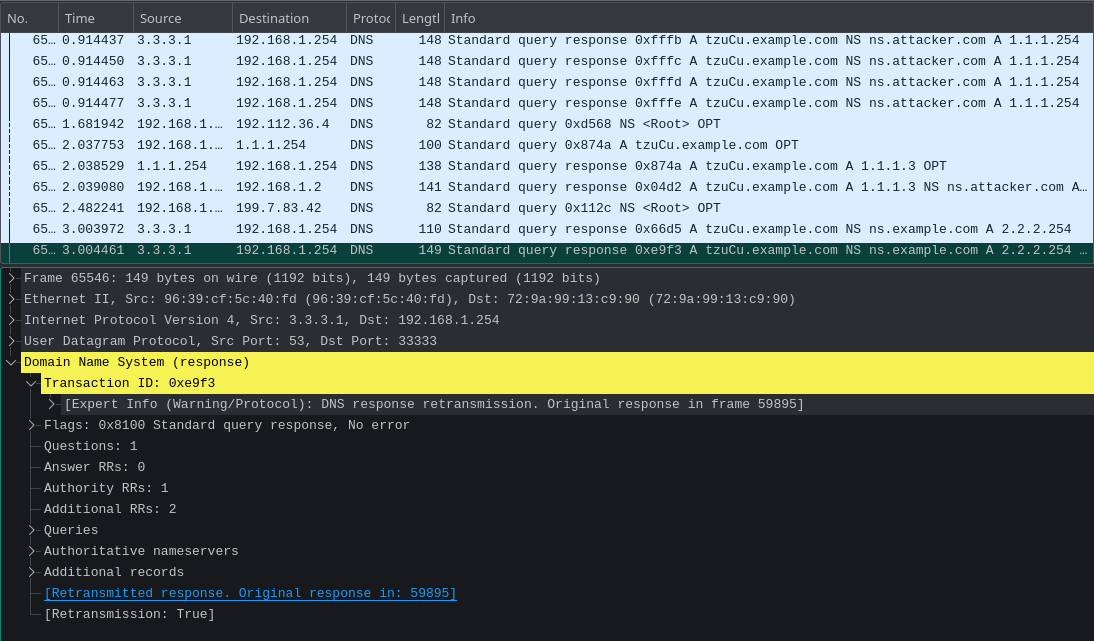 No. Time Source Destination Protoc Lengtl Info
65… 0.914437 3.3.3.1 192.168.1.254 DNS 148 Standard query response 0xfffb A tzuCu.example.com NS ns.attacker.com A 1.1.1.254
65… 0.914450 3.3.3.1 192.168.1.254 DNS 148 Standard query response 0xfffc A tzuCu.example.com NS ns.attacker.com A 1.1.1.254
65… 0.914463 3.3.3.1 192.168.1.254 DNS 148 Standard query response 0xfffd A tzuCu.example.com NS ns.attacker.com A 1.1.1.254
65… 0.914477 3.3.3.1 192.168.1.254 DNS 148 Standard query response 0xfffe A tzuCu.example.com NS ns.attacker.com A 1.1.1.254
65… 1.681942 192.168.1.… 192.112.36.4 DNS 82 Standard query 0xd568 NS <Root> OPT
65… 2.037753 192.168.1.… 1.1.1.254 DNS 100 Standard query 0x874a A tzuCu.example.com OPT
65… 2.038529 1.1.1.254 192.168.1.254 DNS 138 Standard query response 0x874a A tzuCu.example.com A 1.1.1.3 OPT
65… 2.039080 192.168.1.… 192.168.1.2 DNS 141 Standard query response 0x04d2 A tzuCu.example.com A 1.1.1.3 NS ns.attacker.com A…
65… 2.482241 192.168.1.… 199.7.83.42 DNS 82 Standard query 0x112c NS <Root> OPT
65… 3.003972 3.3.3.1 192.168.1.254 DNS 110 Standard query response 0x66d5 A tzuCu.example.com NS ns.example.com A 2.2.2.254
65… 3.004461 3.3.3.1 192.168.1.254 DNS 149 Standard query response 0xe9f3 A tzuCu.example.com NS ns.example.com A 2.2.2.254 …
Frame 65546: 149 bytes on wire (1192 bits), 149 bytes captured (1192 bits)
Ethernet II, Src: 96:39:cf:5c:40:fd (96:39:cf:5c:40:fd), Dst: 72:9a:99:13:c9:90 (72:9a:99:13:c9:90)
Internet Protocol Version 4, Src: 3.3.3.1, Dst: 192.168.1.254
User Datagram Protocol, Src Port: 53, Dst Port: 33333
Domain Name System (response)
Transaction ID: 0xe9f3
[Expert Info (Warning/Protocol): DNS response retransmission. Original response in frame 59895]
Flags: 0x8100 Standard query response, No error
Questions: 1
Answer RRs: 0
Authority RRs: 1
Additional RRs: 2
Queries
Authoritative nameservers
Additional records
[Retransmitted response. Original response in: 59895]
[Retransmission: True]